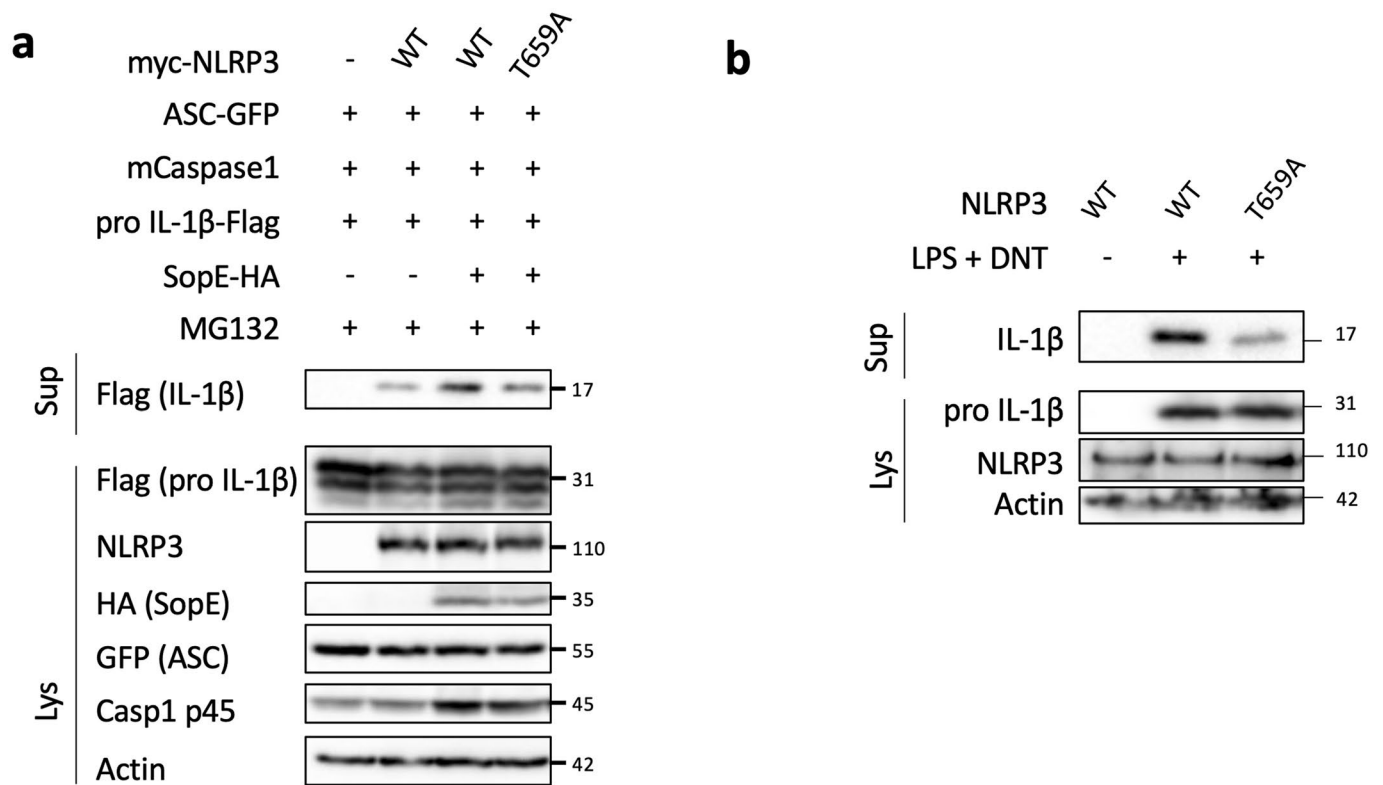 a
myc-NLRP3 - WT WT T659A
ASC-GFP + + + +
mCaspase1 + + + +
pro IL-1β-Flag + + + +
SopE-HA - - + +
MG132 + + + +
Sup
Flag (IL-1β) 17
Lys
Flag (pro IL-1β) 31
NLRP3 110
HA (SopE) 35
GFP (ASC) 55
Casp1 p45 45
Actin 42
b
NLRP3 WT WT T659A
LPS + DNT - + +
Sup
IL-1β 17
Lys
pro IL-1β 31
NLRP3 110
Actin 42